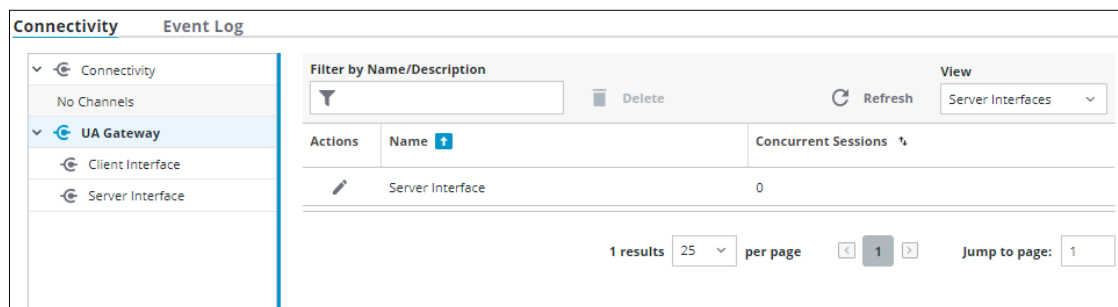 Connectivity Event Log
Connectivity
No Channels
UA Gateway
Client Interface
Server Interface
Filter by Name/Description
Delete
Refresh
View
Server Interfaces
Actions Name Concurrent Sessions
Server Interface 0
1 results 25 per page < 1 > Jump to page: 1